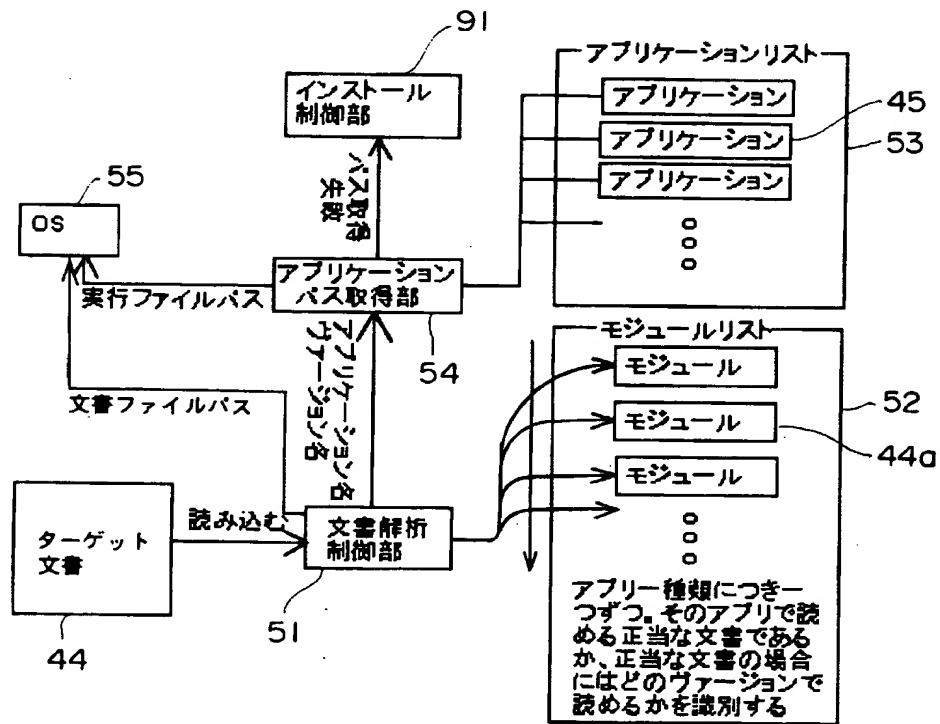 91
インストール
制御部
アプリケーションリスト
アプリケーション
アプリケーション
アプリケーション
45
53
55
OS
パス取得
失敗
アプリケーション
パス取得部
54
実行ファイルパス
文書ファイルパス
アプリケーション名
ヴァージョン名
モジュールリスト
モジュール
モジュール
モジュール
52
44a
ターゲット
文書
44
読み込む
文書解析
制御部
51
アプリ一種類につき一
つずつ。そのアプリで読
める正当な文書である
か、正当な文書の場合
にはどのヴァージョンで
読めるかを識別する